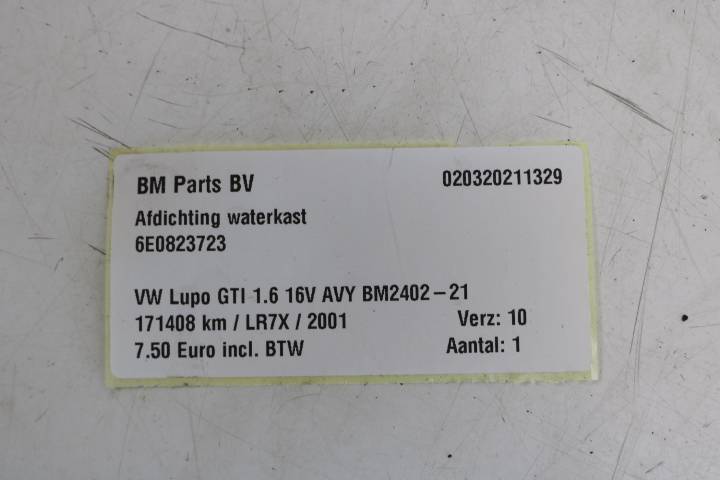 BM Parts BV 020320211329
Afdichting waterkast
6E0823723
VW Lupo GTI 1.6 16V AVY BM2402-21
171408 km / LR7X / 2001 Verz: 10
7.50 Euro incl. BTW Aantal: 1